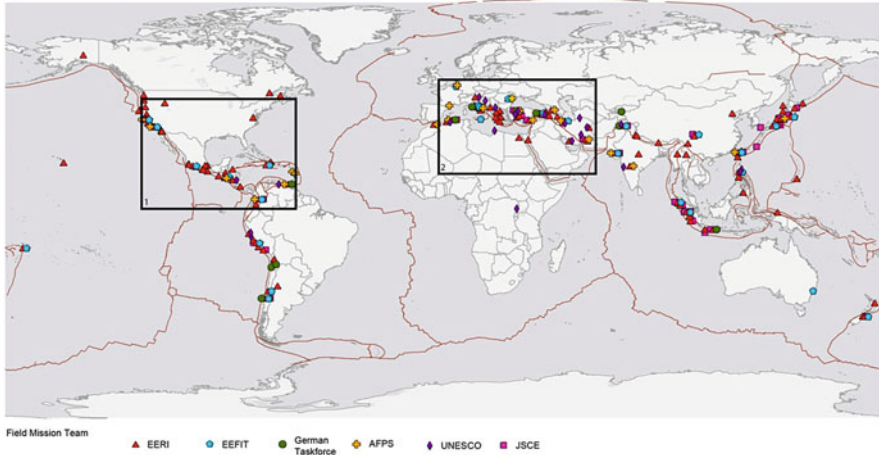 1
2
Field Mission Team
EERI
EEFIT
German
Taskforce
AFPS
UNESCO
JSCE